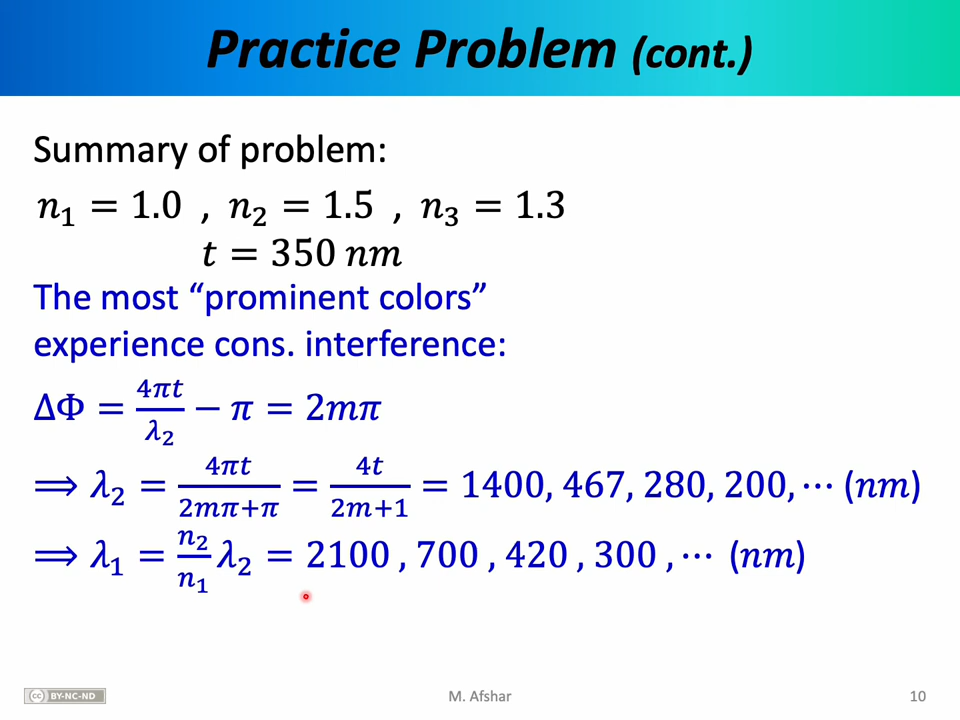 Practice Problem (cont.)
Summary of problem:
n₁ = 1.0 , n₂ = 1.5 , n₃ = 1.3
t = 350 nm
The most “prominent colors”
experience cons. interference:
ΔΦ = 4πt/λ₂ − π = 2mπ
⟹ λ₂ = 4πt/(2mπ+π) = 4t/(2m+1) = 1400, 467, 280, 200, ⋯ (nm)
⟹ λ₁ = n₂/n₁ λ₂ = 2100 , 700 , 420 , 300 , ⋯ (nm)
cc BY-NC-ND
M. Afshar
10